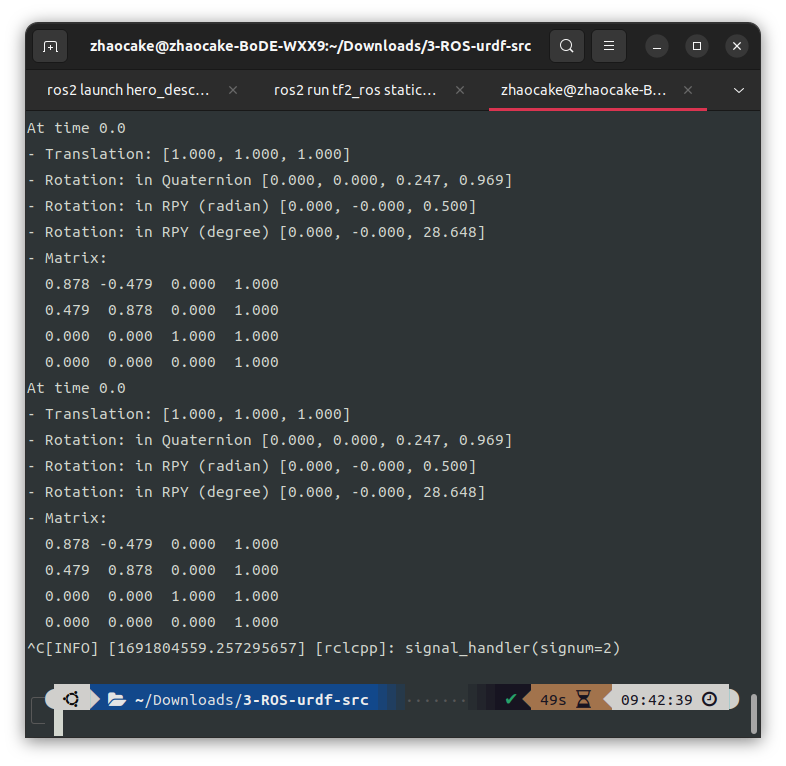 zhaocake@zhaocake-BoDE-WXX9:~/Downloads/3-ROS-urdf-src
ros2 launch hero_desc... ros2 run tf2_ros static... zhaocake@zhaocake-B...
At time 0.0
- Translation: [1.000, 1.000, 1.000]
- Rotation: in Quaternion [0.000, 0.000, 0.247, 0.969]
- Rotation: in RPY (radian) [0.000, -0.000, 0.500]
- Rotation: in RPY (degree) [0.000, -0.000, 28.648]
- Matrix:
  0.878 -0.479  0.000  1.000
  0.479  0.878  0.000  1.000
  0.000  0.000  1.000  1.000
  0.000  0.000  0.000  1.000
At time 0.0
- Translation: [1.000, 1.000, 1.000]
- Rotation: in Quaternion [0.000, 0.000, 0.247, 0.969]
- Rotation: in RPY (radian) [0.000, -0.000, 0.500]
- Rotation: in RPY (degree) [0.000, -0.000, 28.648]
- Matrix:
  0.878 -0.479  0.000  1.000
  0.479  0.878  0.000  1.000
  0.000  0.000  1.000  1.000
  0.000  0.000  0.000  1.000
^C[INFO] [1691804559.257295657] [rclcpp]: signal_handler(signum=2)
~/Downloads/3-ROS-urdf-src ······· ✔ 49s 09:42:39